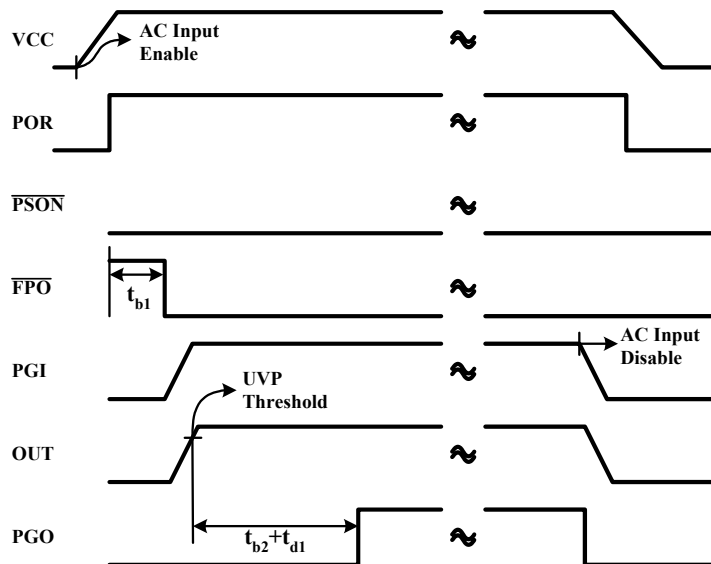 VCC
AC Input
Enable
POR
PSON
FPO
tb1
PGI
AC Input
Disable
UVP
Threshold
OUT
tb2+td1
PGO